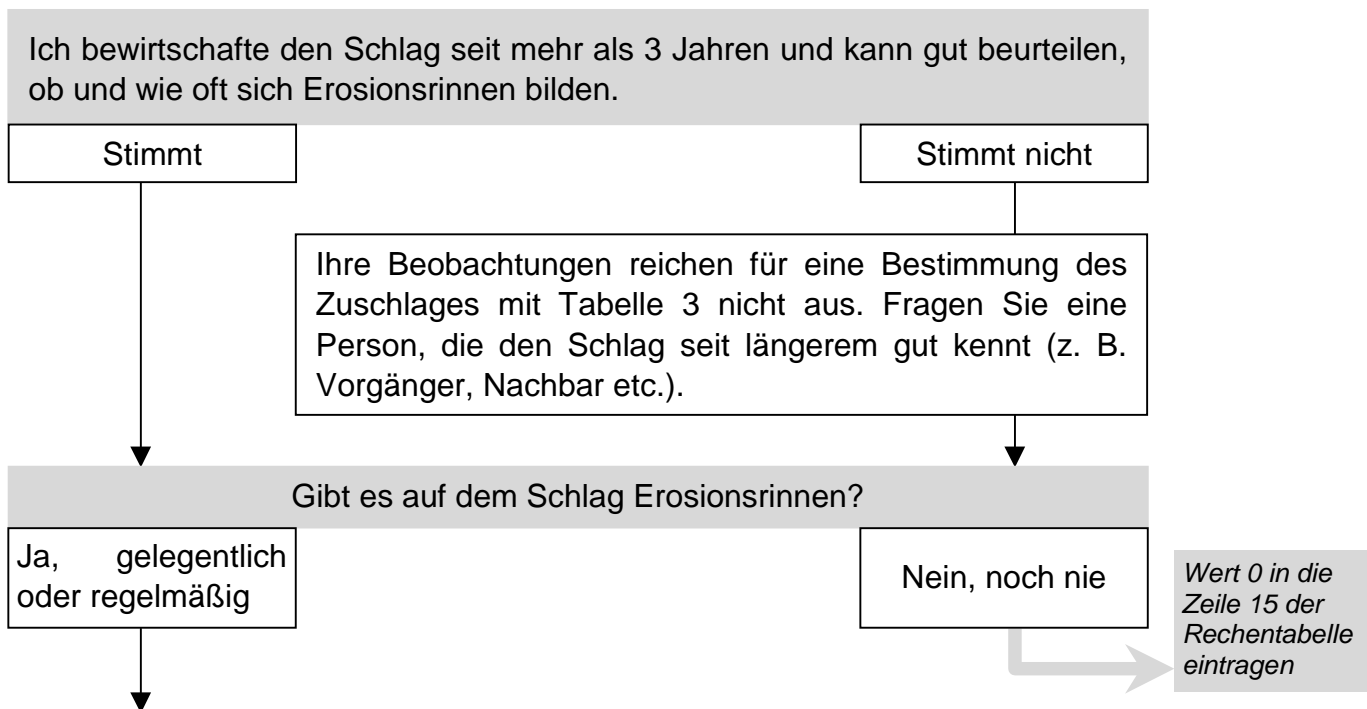 Ich bewirtschafte den Schlag seit mehr als 3 Jahren und kann gut beurteilen,
ob und wie oft sich Erosionsrinnen bilden.
Stimmt
Stimmt nicht
Ihre Beobachtungen reichen für eine Bestimmung des
Zuschlages mit Tabelle 3 nicht aus. Fragen Sie eine
Person, die den Schlag seit längerem gut kennt (z. B.
Vorgänger, Nachbar etc.).
Gibt es auf dem Schlag Erosionsrinnen?
Ja, gelegentlich
oder regelmäßig
Nein, noch nie
Wert 0 in die
Zeile 15 der
Rechentabelle
eintragen